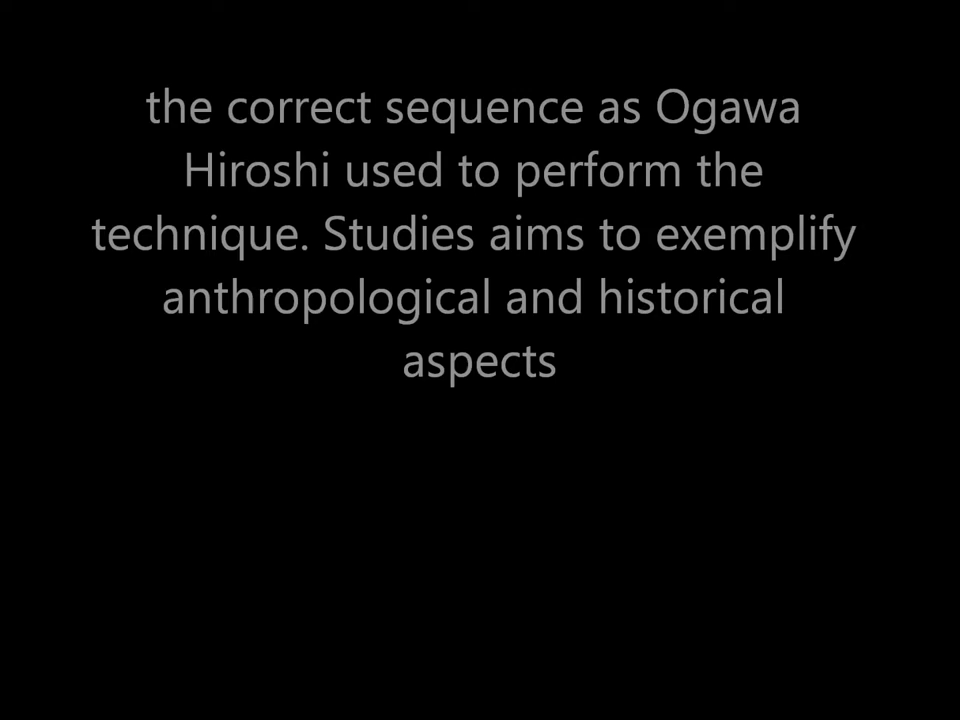 the correct sequence as Ogawa
Hiroshi used to perform the
technique. Studies aims to exemplify
anthropological and historical
aspects